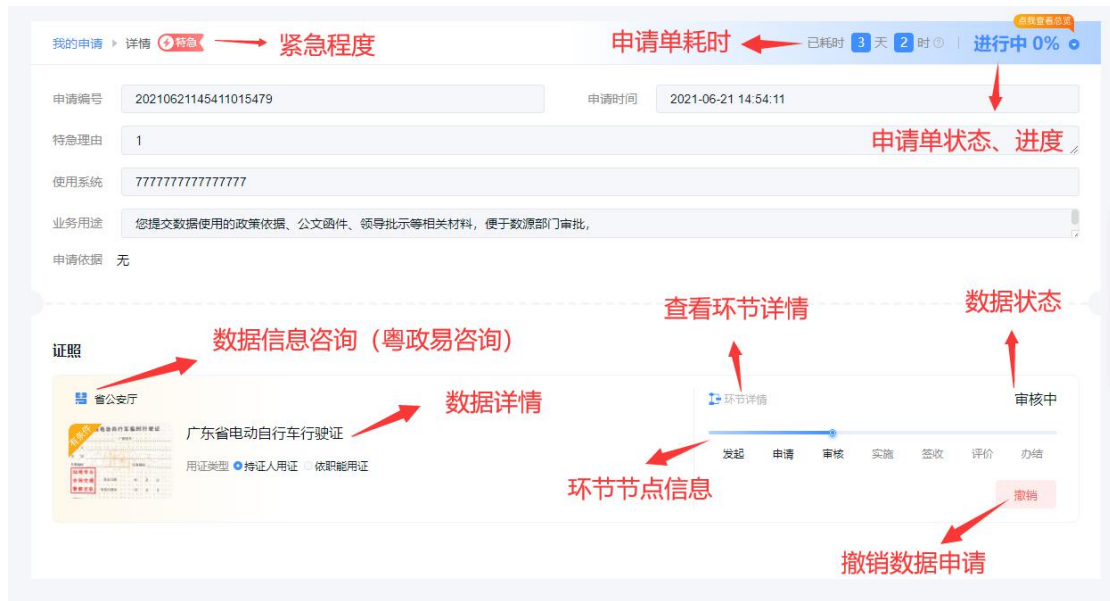 点我查看总览
我的申请 详情 特急 紧急程度 申请单耗时 已耗时 3 天 2 时 进行中 0%
申请编号 20210621145411015479 申请时间 2021-06-21 14:54:11
特急理由 1 申请单状态、进度
使用系统 7777777777777777
业务用途 您提交数据使用的政策依据、公文函件、领导批示等相关材料，便于数源部门审批，
申请依据 无
查看环节详情 数据状态
证照 数据信息咨询（粤政易咨询）
省公安厅 数据详情 环节详情 审核中
有条件
广东省电动自行车行驶证
发起 申请 审核 实施 签收 评价 办结
用证类型 持证人用证 依职能用证
环节节点信息 撤销
撤销数据申请